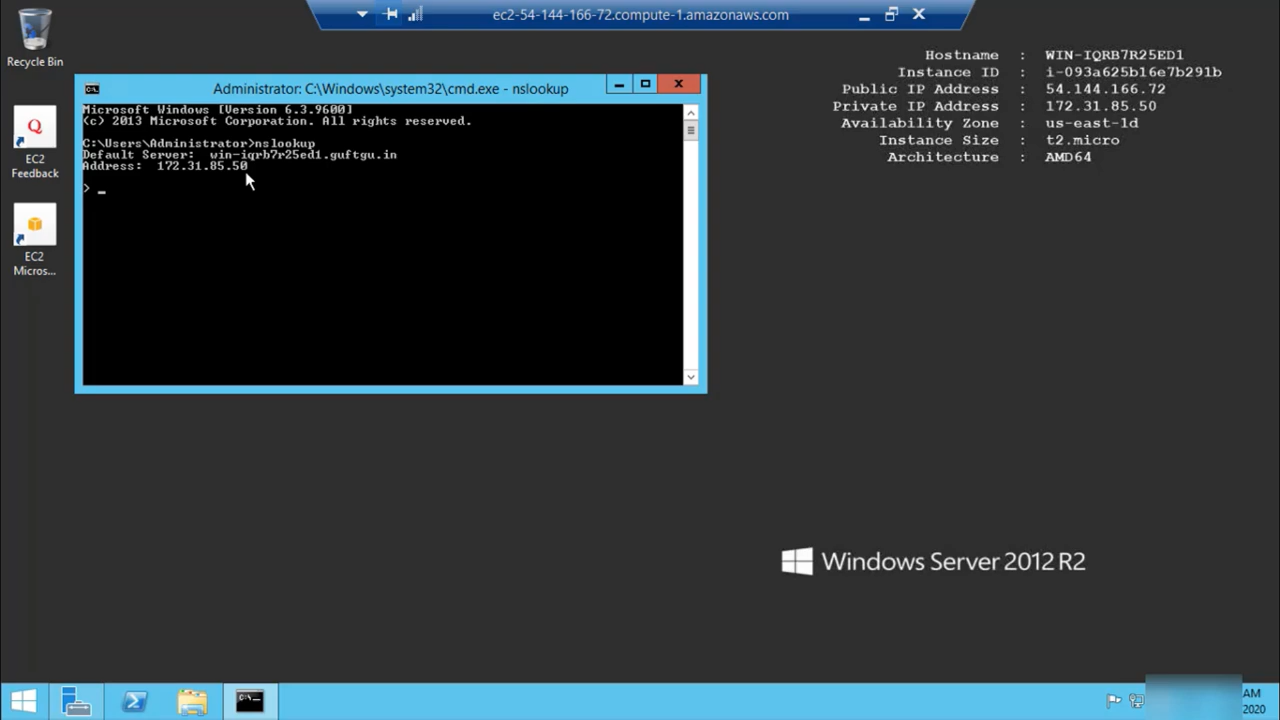 ec2-54-144-166-72.compute-1.amazonaws.com
Recycle Bin
EC2
Feedback
EC2
Micros...
Hostname : WIN-IQRB7R25ED1
Instance ID : i-093a625b16e7b291b
Public IP Address : 54.144.166.72
Private IP Address : 172.31.85.50
Availability Zone : us-east-1d
Instance Size : t2.micro
Architecture : AMD64
Administrator: C:\Windows\system32\cmd.exe - nslookup
Microsoft Windows [Version 6.3.9600]
(c) 2013 Microsoft Corporation. All rights reserved.
C:\Users\Administrator>nslookup
Default Server: win-iqrb7r25ed1.guftgu.in
Address: 172.31.85.50
> _
Windows Server 2012 R2
AM
2020